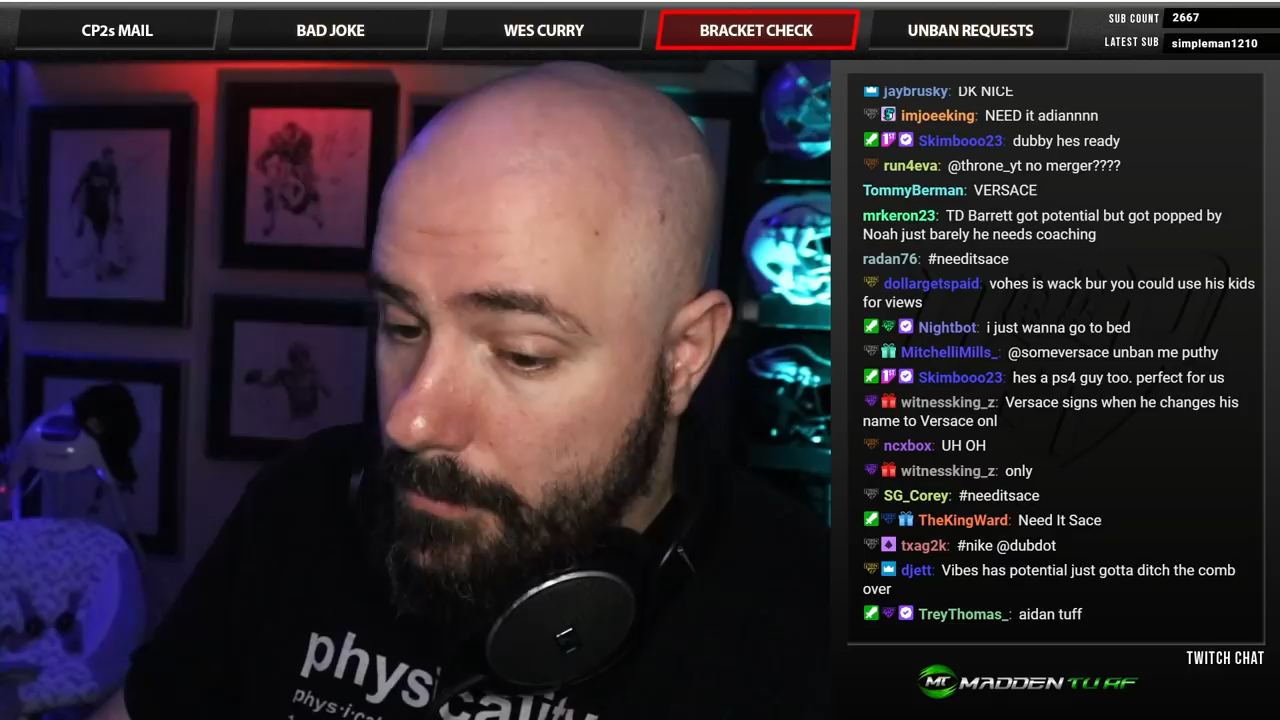 CP2s MAIL
BAD JOKE
WES CURRY
BRACKET CHECK
UNBAN REQUESTS
SUB COUNT 2667
LATEST SUB simpleman1210
jaybrusky: DK NICE
imjoeeking: NEED it adiannnn
Skimbooo23: dubby hes ready
run4eva: @throne_yt no merger????
TommyBerman: VERSACE
mrkeron23: TD Barrett got potential but got popped by
Noah just barely he needs coaching
radan76: #needitsace
dollargetspaid: vohes is wack bur you could use his kids
for views
Nightbot: i just wanna go to bed
MitchelliMills_: @someversace unban me puthy
Skimbooo23: hes a ps4 guy too. perfect for us
witnessking_z: Versace signs when he changes his
name to Versace onl
ncxbox: UH OH
witnessking_z: only
SG_Corey: #needitsace
TheKingWard: Need It Sace
txag2k: #nike @dubdot
djett: Vibes has potential just gotta ditch the comb
over
TreyThomas_: aidan tuff
TWITCH CHAT
MT MADDEN TURF
physicality
phys·i·cal